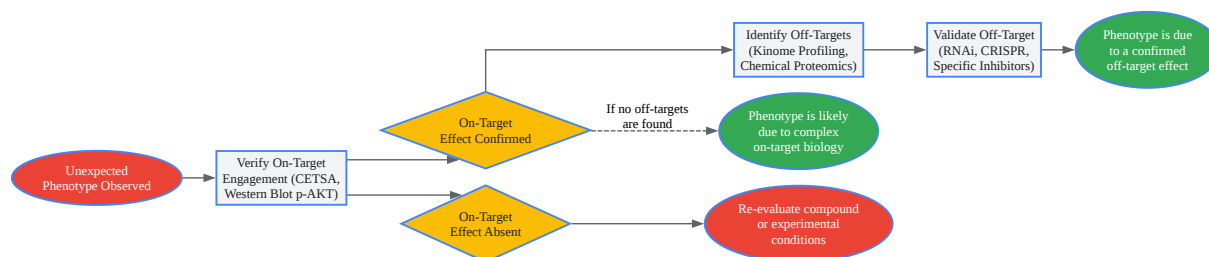 Unexpected
Phenotype Observed
Verify On-Target
Engagement (CETSA,
Western Blot p-AKT)
On-Target
Effect Confirmed
On-Target
Effect Absent
Identify Off-Targets
(Kinome Profiling,
Chemical Proteomics)
Validate Off-Target
(RNAi, CRISPR,
Specific Inhibitors)
Phenotype is due
to a confirmed
off-target effect
If no off-targets
are found
Phenotype is likely
due to complex
on-target biology
Re-evaluate compound
or experimental
conditions